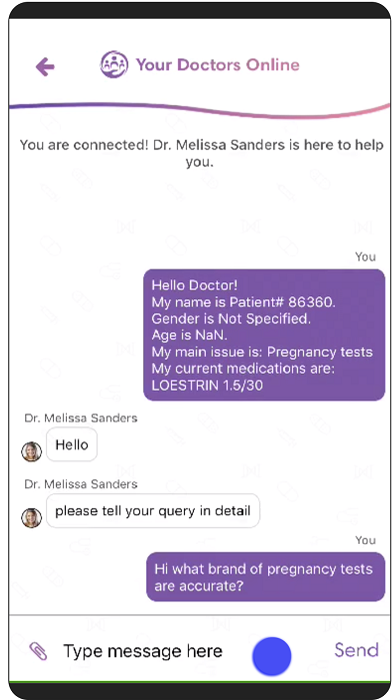 Your Doctors Online
You are connected! Dr. Melissa Sanders is here to help
you.
You
Hello Doctor!
My name is Patient# 86360.
Gender is Not Specified.
Age is NaN.
My main issue is: Pregnancy tests
My current medications are:
LOESTRIN 1.5/30
Dr. Melissa Sanders
Hello
Dr. Melissa Sanders
please tell your query in detail
You
Hi what brand of pregnancy tests
are accurate?
Type message here
Send